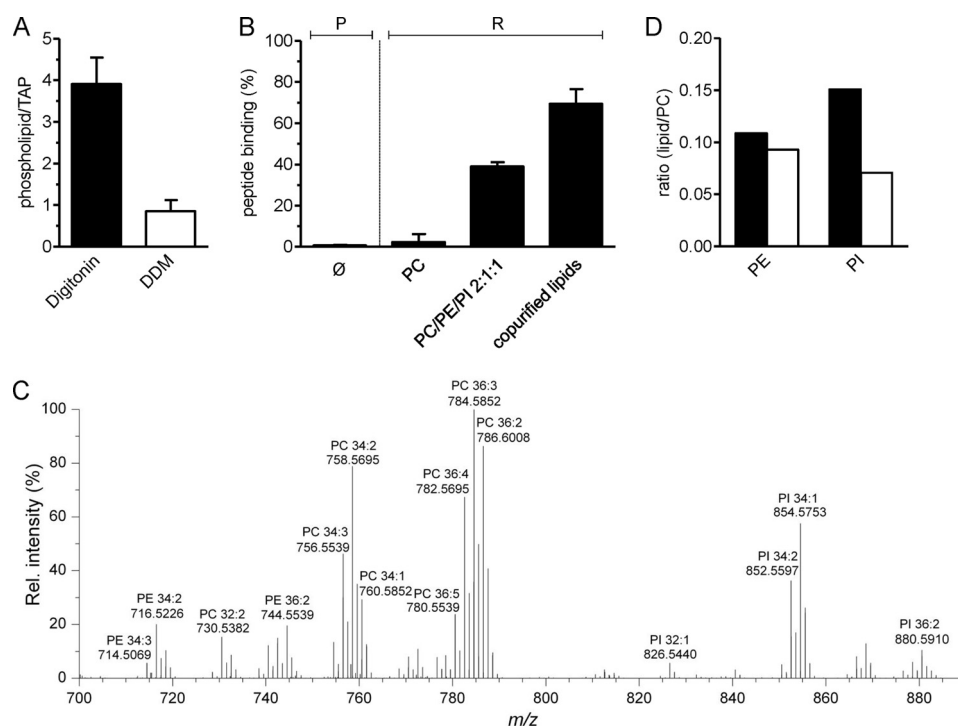 A
phospholipid/TAP
5
4
3
2
1
0
Digitonin
DDM
B
P
R
peptide binding (%)
100
80
60
40
20
0
Ø
PC
PC/PE/PI 2:1:1
copurified lipids
D
ratio (lipid/PC)
0.20
0.15
0.10
0.05
0.00
PE
PI
C
Rel. intensity (%)
100
80
60
40
20
0
PE 34:3
714.5069
PE 34:2
716.5226
PC 32:2
730.5382
PE 36:2
744.5539
PC 34:3
756.5539
PC 34:2
758.5695
PC 34:1
760.5852
PC 36:5
780.5539
PC 36:4
782.5695
PC 36:3
784.5852
PC 36:2
786.6008
PI 32:1
826.5440
PI 34:2
852.5597
PI 34:1
854.5753
PI 36:2
880.5910
700
720
740
760
780
800
820
840
860
880
m/z